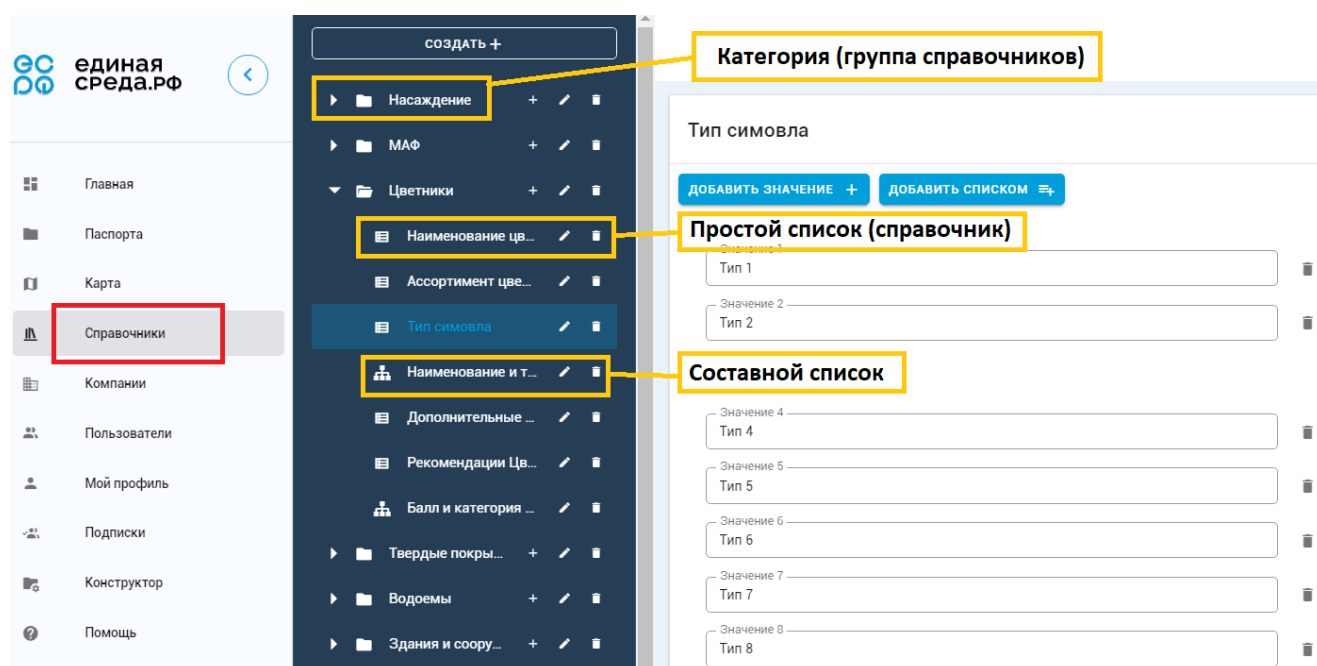 единая
среда.РФ
Главная
Паспорта
Карта
Справочники
Компании
Пользователи
Мой профиль
Подписки
Конструктор
Помощь
СОЗДАТЬ +
Насаждение
МАФ
Цветники
Наименование цв...
Ассортимент цве...
Тип симовла
Наименование и т...
Дополнительные ...
Рекомендации Цв...
Балл и категория ...
Твердые покры...
Водоемы
Здания и соору...
Категория (группа справочников)
Тип симовла
ДОБАВИТЬ ЗНАЧЕНИЕ +
ДОБАВИТЬ СПИСКОМ
Простой список (справочник)
Значение 1
Тип 1
Значение 2
Тип 2
Составной список
Значение 4
Тип 4
Значение 5
Тип 5
Значение 6
Тип 6
Значение 7
Тип 7
Значение 8
Тип 8